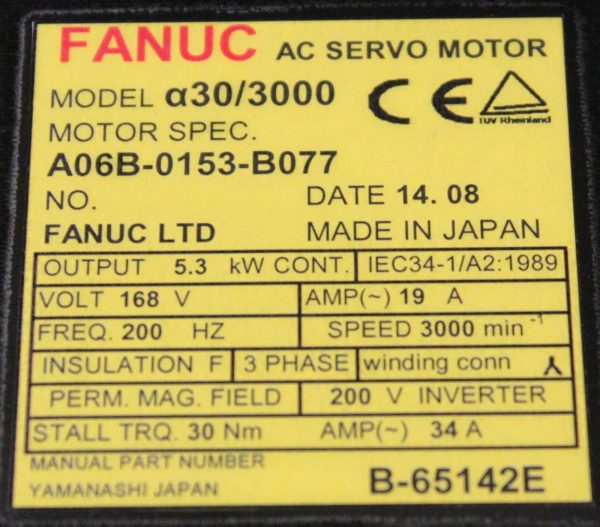 FANUC AC SERVO MOTOR
MODEL α30/3000
CE
TUV Rheinland
MOTOR SPEC.
A06B-0153-B077
NO. DATE 14. 08
FANUC LTD MADE IN JAPAN
OUTPUT 5.3 kW CONT. IEC34-1/A2:1989
VOLT 168 V AMP(~) 19 A
FREQ. 200 HZ SPEED 3000 min -1
INSULATION F 3 PHASE winding conn
PERM. MAG. FIELD 200 V INVERTER
STALL TRQ. 30 Nm AMP(~) 34 A
MANUAL PART NUMBER
YAMANASHI JAPAN B-65142E